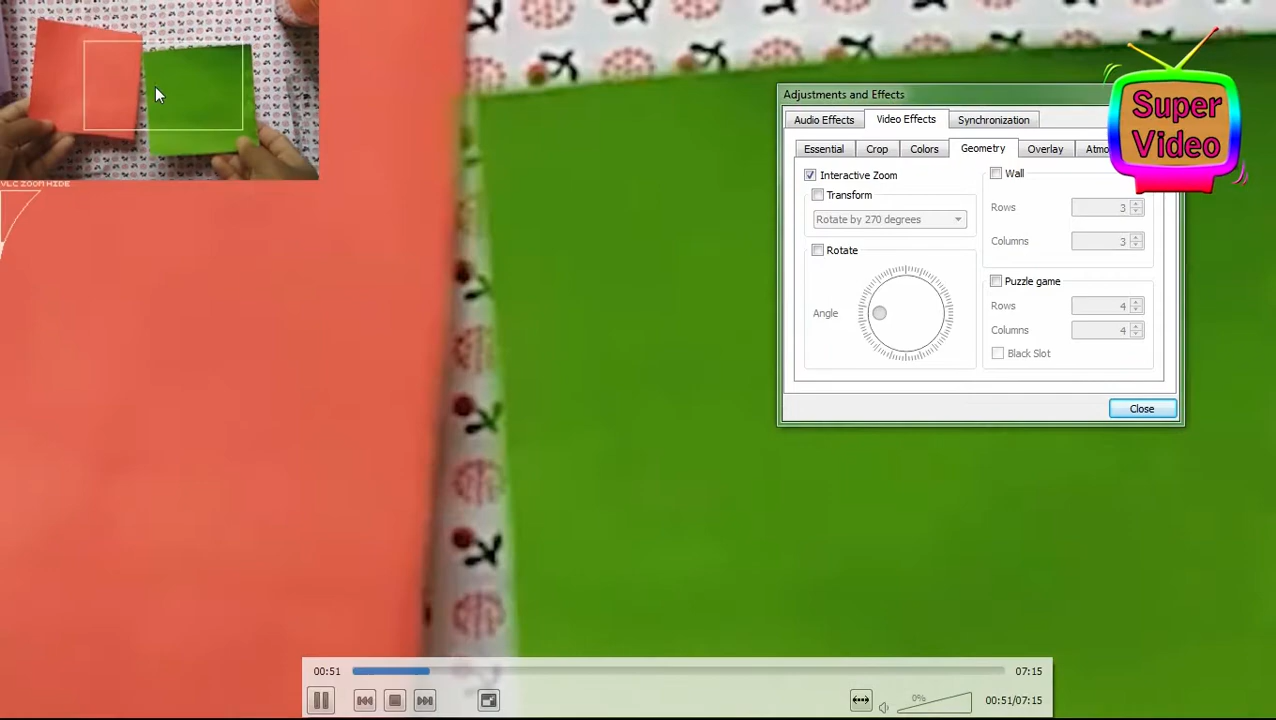 VLC ZOOM HIDE
Adjustments and Effects
Audio Effects Video Effects Synchronization
Essential Crop Colors Geometry Overlay Atmo
Interactive Zoom
Transform
Rotate by 270 degrees
Rotate
Angle
Wall
Rows 3
Columns 3
Puzzle game
Rows 4
Columns 4
Black Slot
Close
Super
Video
00:51 07:15
0% 00:51/07:15